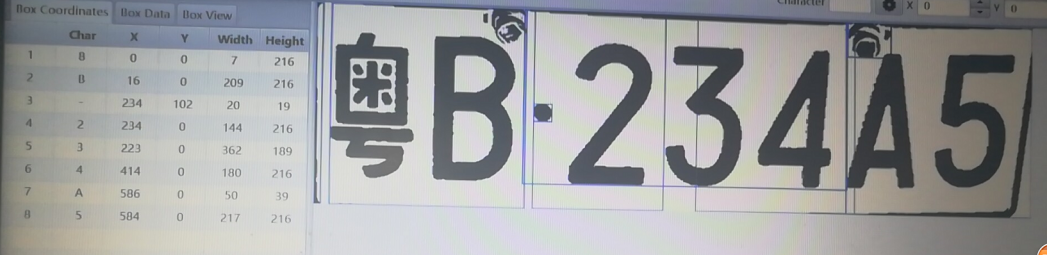 Box Coordinates Box Data Box View
Character X 0 Y 0
Char X Y Width Height
1 8 0 0 7 216
2 B 16 0 209 216
3 - 234 102 20 19
4 2 234 0 144 216
5 3 223 0 362 189
6 4 414 0 180 216
7 A 586 0 50 39
8 5 584 0 217 216
粤B·234A5